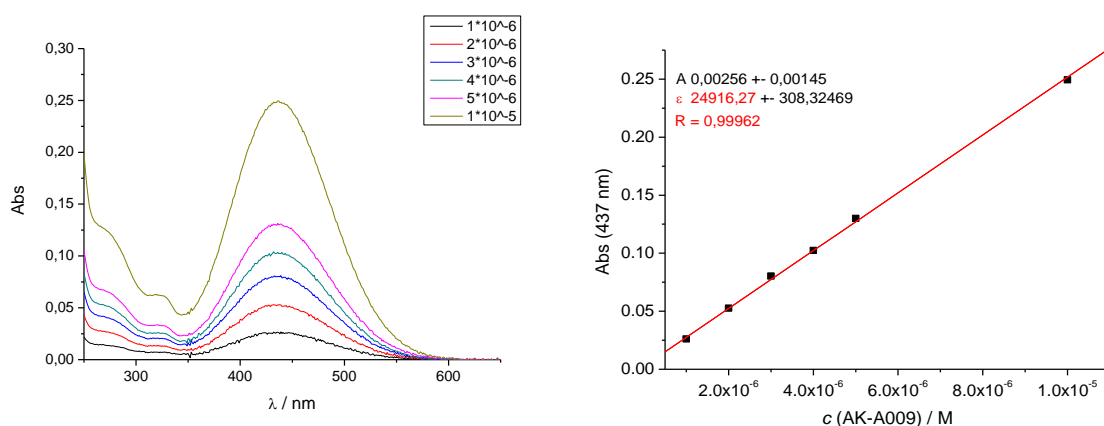 1*10^-6
2*10^-6
3*10^-6
4*10^-6
5*10^-6
1*10^-5
0,35
0,30
0,25
0,20
0,15
0,10
0,05
0,00
Abs
300 400 500 600
λ / nm
A 0,00256 +- 0,00145
ε 24916,27 +- 308,32469
R = 0,99962
0.25
0.20
0.15
0.10
0.05
0.00
Abs (437 nm)
2.0x10⁻⁶ 4.0x10⁻⁶ 6.0x10⁻⁶ 8.0x10⁻⁶ 1.0x10⁻⁵
c (AK-A009) / M